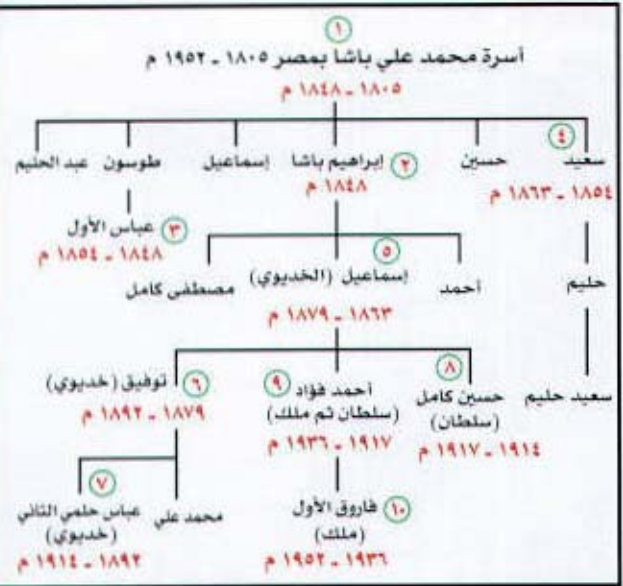 ١
أسرة محمد علي باشا بمصر ١٨٠٥ ـ ١٩٥٢ م
١٨٠٥ ـ ١٨٤٨ م
٤ سعيد
١٨٥٤ ـ ١٨٦٣ م
حسين
٢ إبراهيم باشا
١٨٤٨ م
إسماعيل
طوسون
عبد الحليم
٣ عباس الأول
١٨٤٨ ـ ١٨٥٤ م
حليم
أحمد
٥
إسماعيل (الخديوي)
١٨٦٣ ـ ١٨٧٩ م
مصطفى كامل
سعيد حليم
٨
حسين كامل
(سلطان)
١٩١٤ ـ ١٩١٧ م
٩ أحمد فؤاد
(سلطان ثم ملك)
١٩١٧ ـ ١٩٣٦ م
٦ توفيق (خديوي)
١٨٧٩ ـ ١٨٩٢ م
١٠ فاروق الأول
(ملك)
١٩٣٦ ـ ١٩٥٢ م
محمد علي
٧
عباس حلمي الثاني
(خديوي)
١٨٩٢ ـ ١٩١٤ م